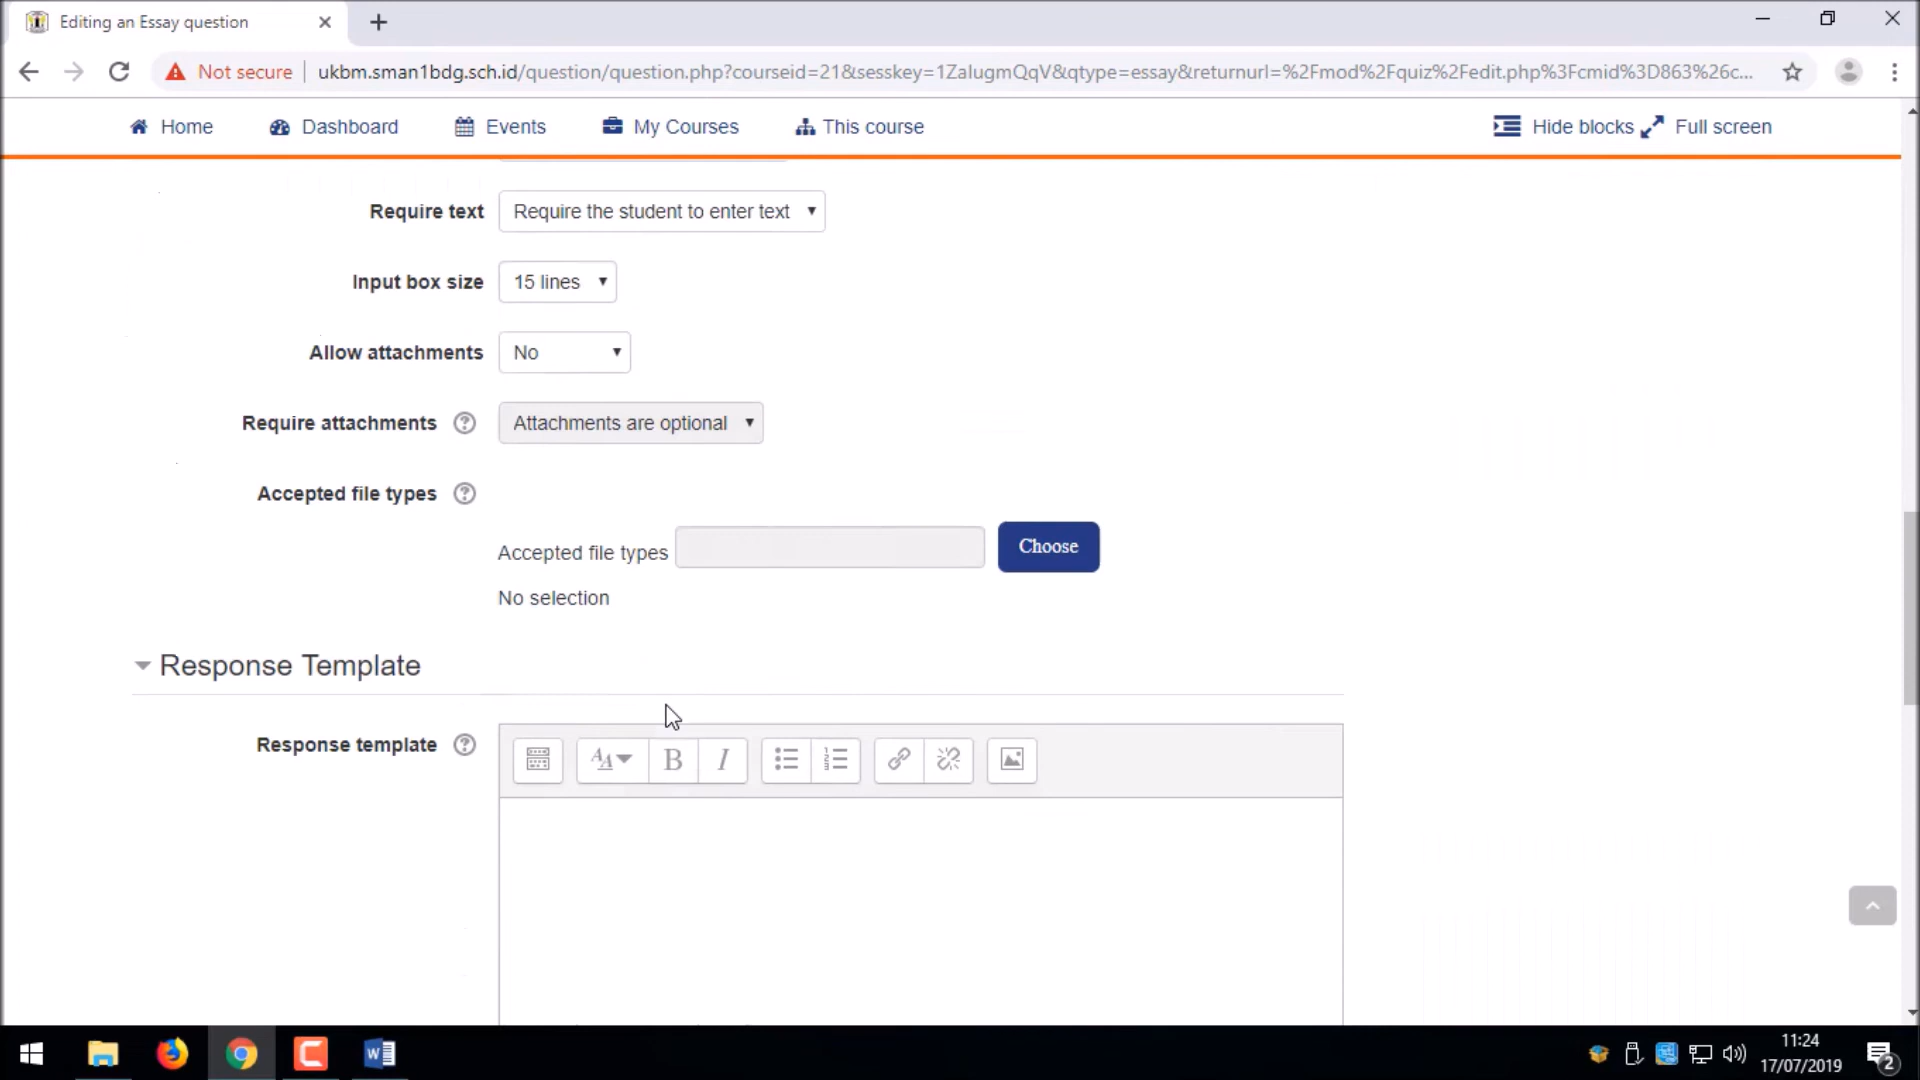 Editing an Essay question
Not secure
ukbm.sman1bdg.sch.id/question/question.php?courseid=21&sesskey=1ZalugmQqV&qtype=essay&returnurl=%2Fmod%2Fquiz%2Fedit.php%3Fcmid%3D863%26c...
Home Dashboard Events My Courses This course Hide blocks Full screen
Require text Require the student to enter text
Input box size 15 lines
Allow attachments No
Require attachments Attachments are optional
Accepted file types
Accepted file types Choose
No selection
Response Template
Response template
11:24
17/07/2019
2